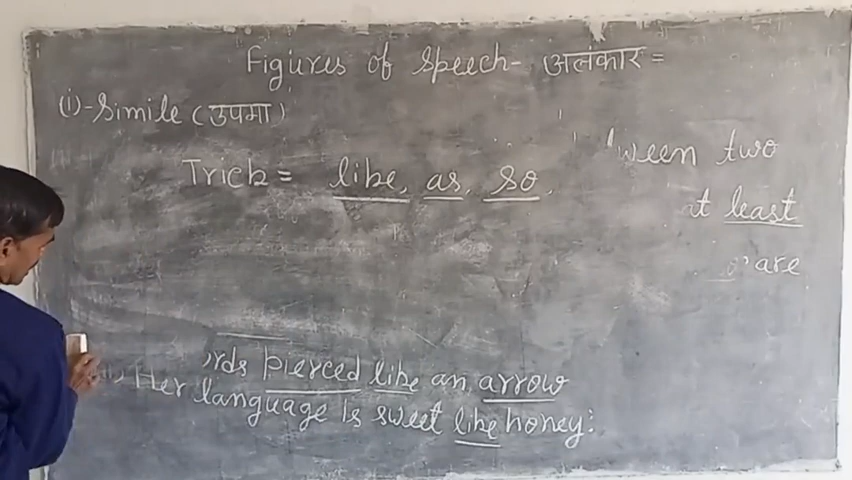 Figures of Speech- अलंकार=
(i)-Simile (उपमा)
ween two
Trick= like, as, so,
at least
are
rds pierced like an arrow
Her language is sweet like honey: